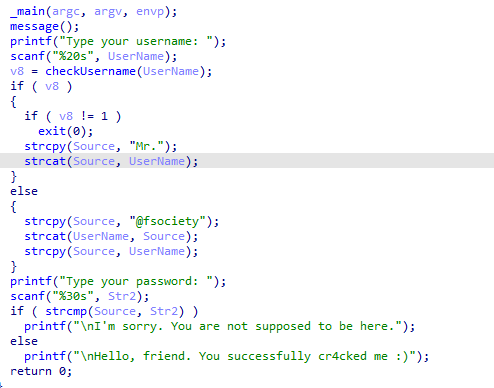 _main(argc, argv, envp);
message();
printf("Type your username: ");
scanf("%20s", UserName);
v8 = checkUsername(UserName);
if ( v8 )
{
if ( v8 != 1 )
exit(0);
strcpy(Source, "Mr.");
strcat(Source, UserName);
}
else
{
strcpy(Source, "@fsociety");
strcat(UserName, Source);
strcpy(Source, UserName);
}
printf("Type your password: ");
scanf("%30s", Str2);
if ( strcmp(Source, Str2) )
printf("\nI'm sorry. You are not supposed to be here.");
else
printf("\nHello, friend. You successfully cr4cked me :)");
return 0;